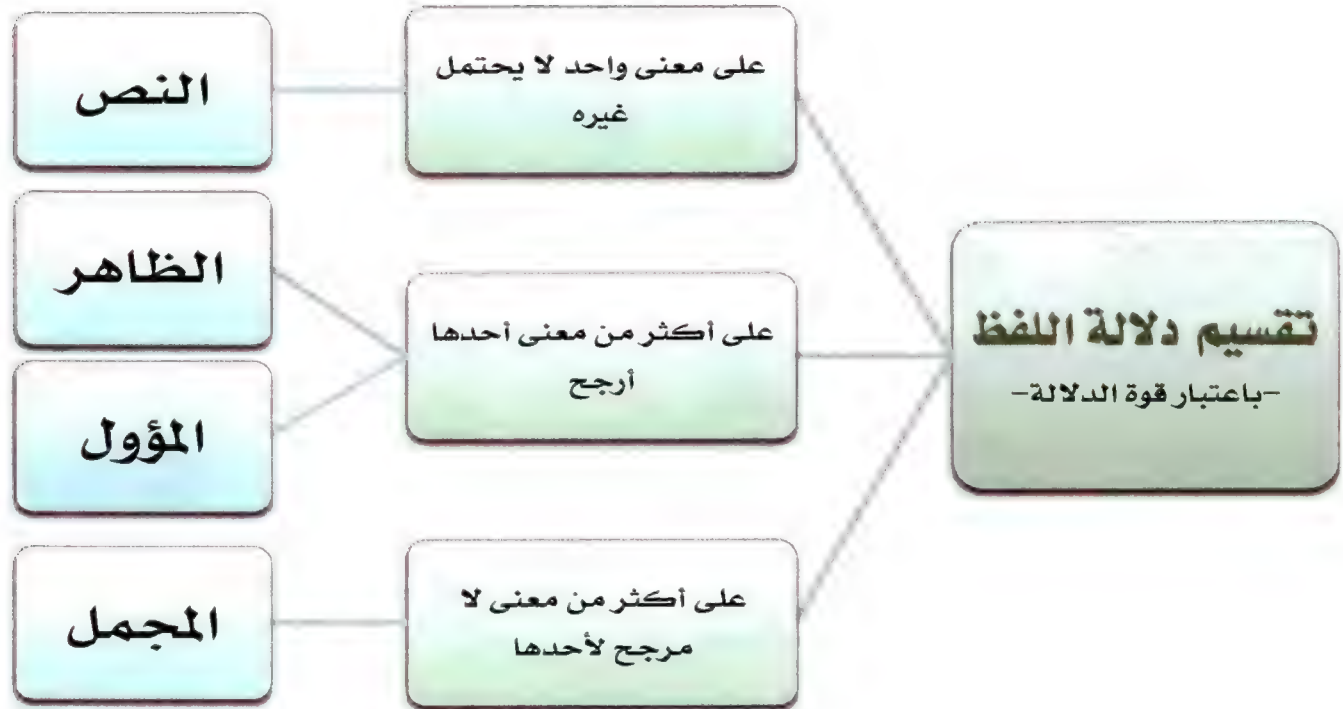 تقسيم دلالة اللفظ
-باعتبار قوة الدلالة-
على معنى واحد لا يحتمل
غيره
النص
على أكثر من معنى أحدها
أرجح
الظاهر
المؤول
على أكثر من معنى لا
مرجح لأحدها
المجمل